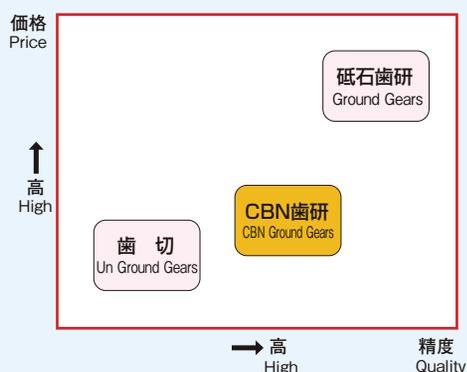 価格
Price
砥石歯研
Ground Gears
高
High
CBN歯研
CBN Ground Gears
歯 切
Un Ground Gears
高
High
精度
Quality